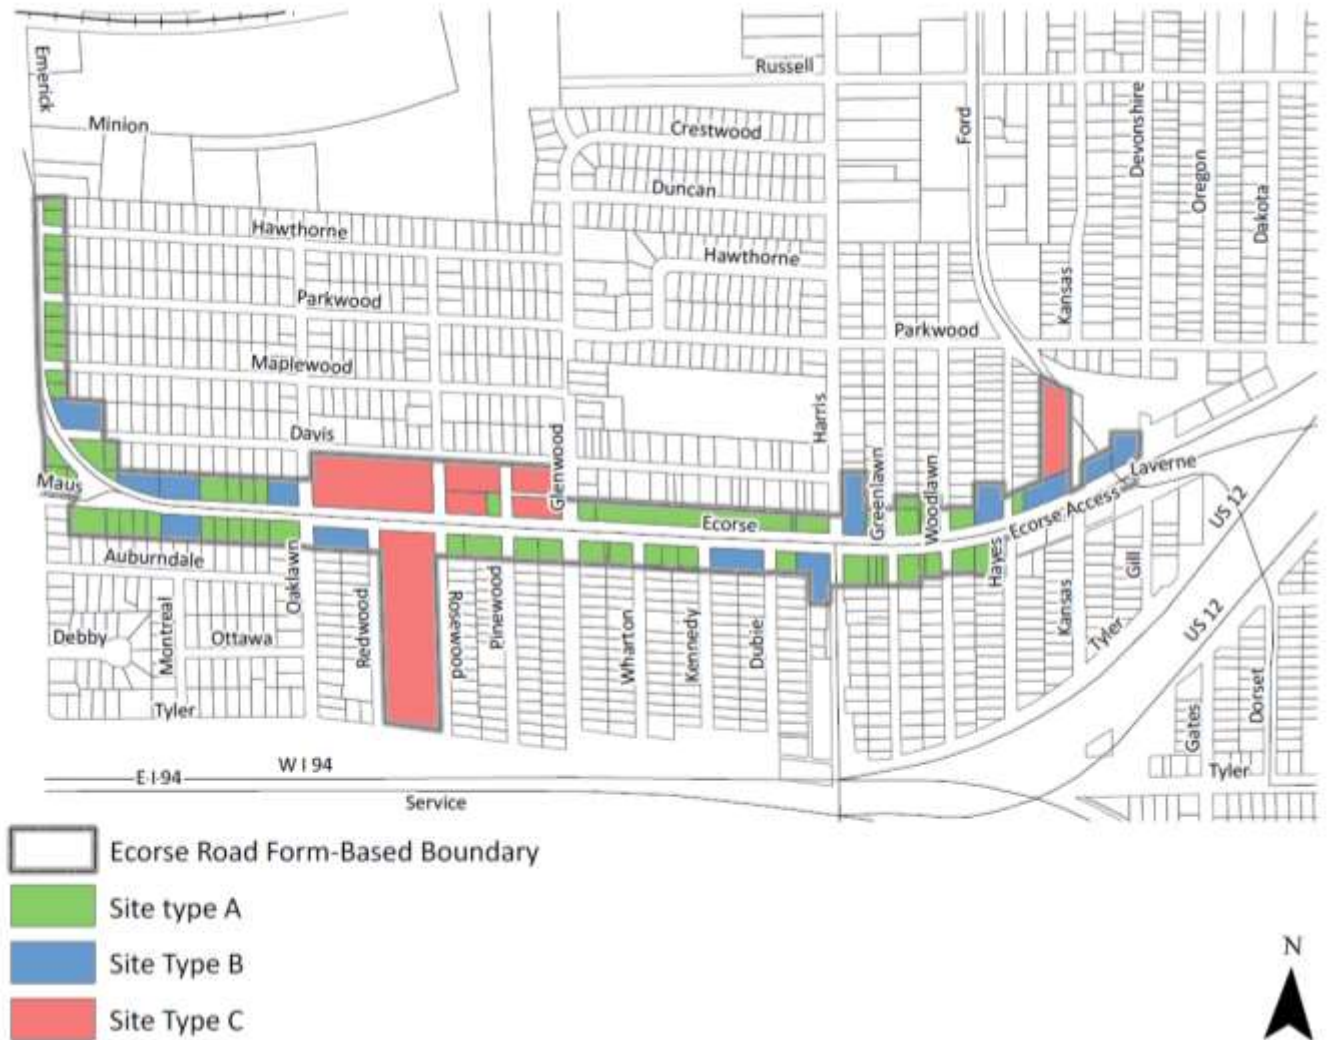 Russell
Emerick
Minion
Crestwood
Ford
Devonshire
Duncan
Oregon
Dakota
Hawthorne
Hawthorne
Kansas
Parkwood
Parkwood
Maplewood
Harris
Davis
Glenwood
Greenlawn
Woodlawn
Laverne
Maus
Ecorse
Ecorse Access
US 12
Auburndale
Oaklawn
Hayes
Gill
Redwood
Rosewood
Pinewood
Wharton
Kennedy
Dubie
Kansas
Tyler
US 12
Debby
Montreal
Ottawa
Tyler
Gates
Dorset
Tyler
W I 94
E I 94
Service
Ecorse Road Form-Based Boundary
Site type A
Site Type B
Site Type C
N